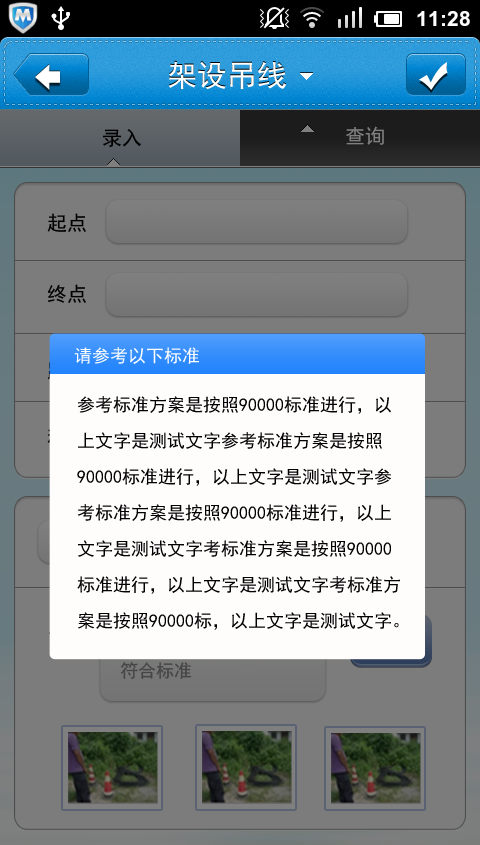 11:28
架设吊线
录入
查询
起点
终点
请参考以下标准
参考标准方案是按照90000标准进行，以
上文字是测试文字参考标准方案是按照
90000标准进行，以上文字是测试文字参
考标准方案是按照90000标准进行，以上
文字是测试文字考标准方案是按照90000
标准进行，以上文字是测试文字考标准方
案是按照90000标，以上文字是测试文字。
符合标准